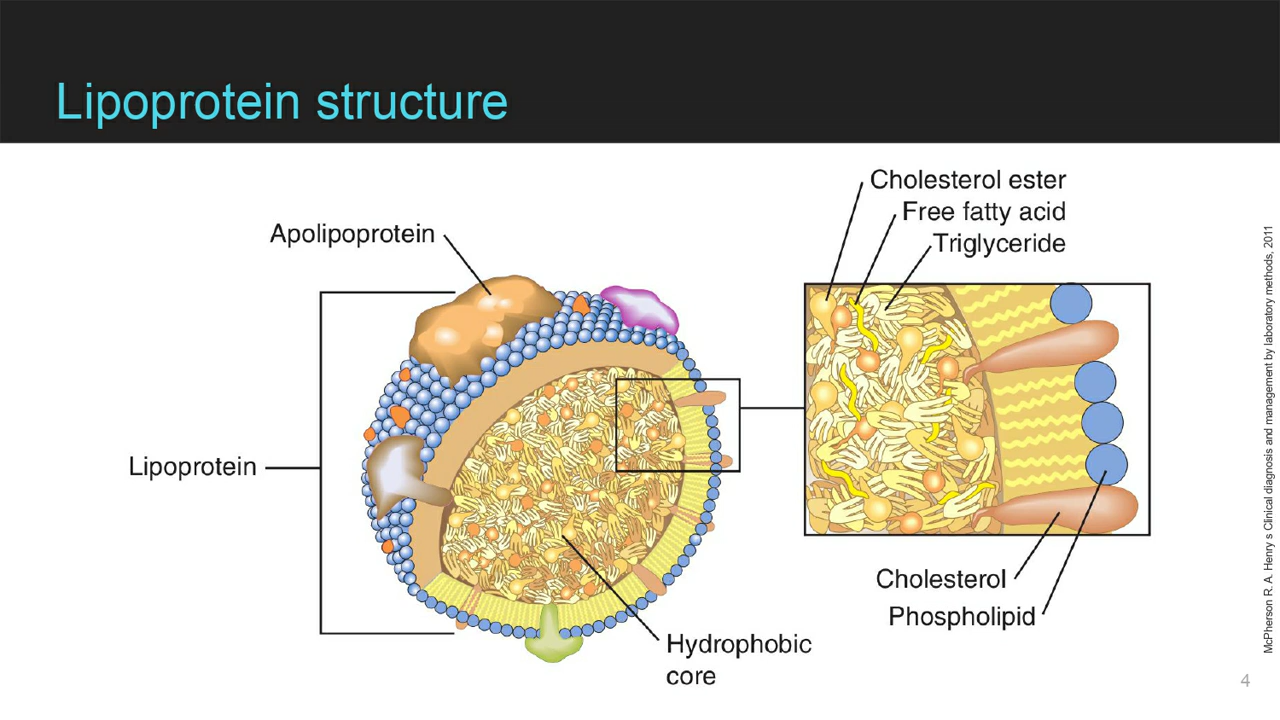 Lipoprotein structure
Cholesterol ester
Free fatty acid
Triglyceride
Apolipoprotein
Lipoprotein
Cholesterol
Phospholipid
Hydrophobic
core
McPherson R. A. Henry s Clinical diagnosis and management by laboratory methods, 2011
4